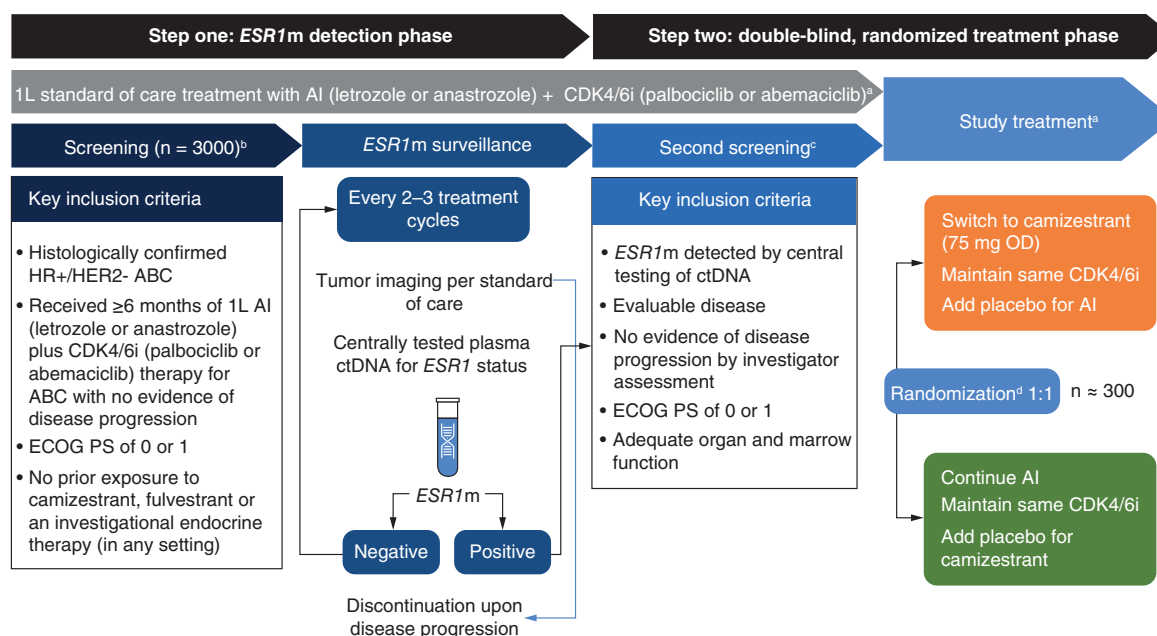 Step one: ESR1m detection phase
Step two: double-blind, randomized treatment phase
1L standard of care treatment with AI (letrozole or anastrozole) + CDK4/6i (palbociclib or abemaciclib)a
Study treatmenta
Screening (n = 3000)b
ESR1m surveillance
Second screeningc
Key inclusion criteria
• Histologically confirmed
HR+/HER2- ABC
• Received ≥6 months of 1L AI
(letrozole or anastrozole)
plus CDK4/6i (palbociclib or
abemaciclib) therapy for
ABC with no evidence of
disease progression
• ECOG PS of 0 or 1
• No prior exposure to
camizestrant, fulvestrant or
an investigational endocrine
therapy (in any setting)
Every 2–3 treatment
cycles
Tumor imaging per standard
of care
Centrally tested plasma
ctDNA for ESR1 status
ESR1m
Negative
Positive
Discontinuation upon
disease progression
Key inclusion criteria
• ESR1m detected by central
testing of ctDNA
• Evaluable disease
• No evidence of disease
progression by investigator
assessment
• ECOG PS of 0 or 1
• Adequate organ and marrow
function
Switch to camizestrant
(75 mg OD)
Maintain same CDK4/6i
Add placebo for AI
Randomizationd 1:1
n ≈ 300
Continue AI
Maintain same CDK4/6i
Add placebo for
camizestrant